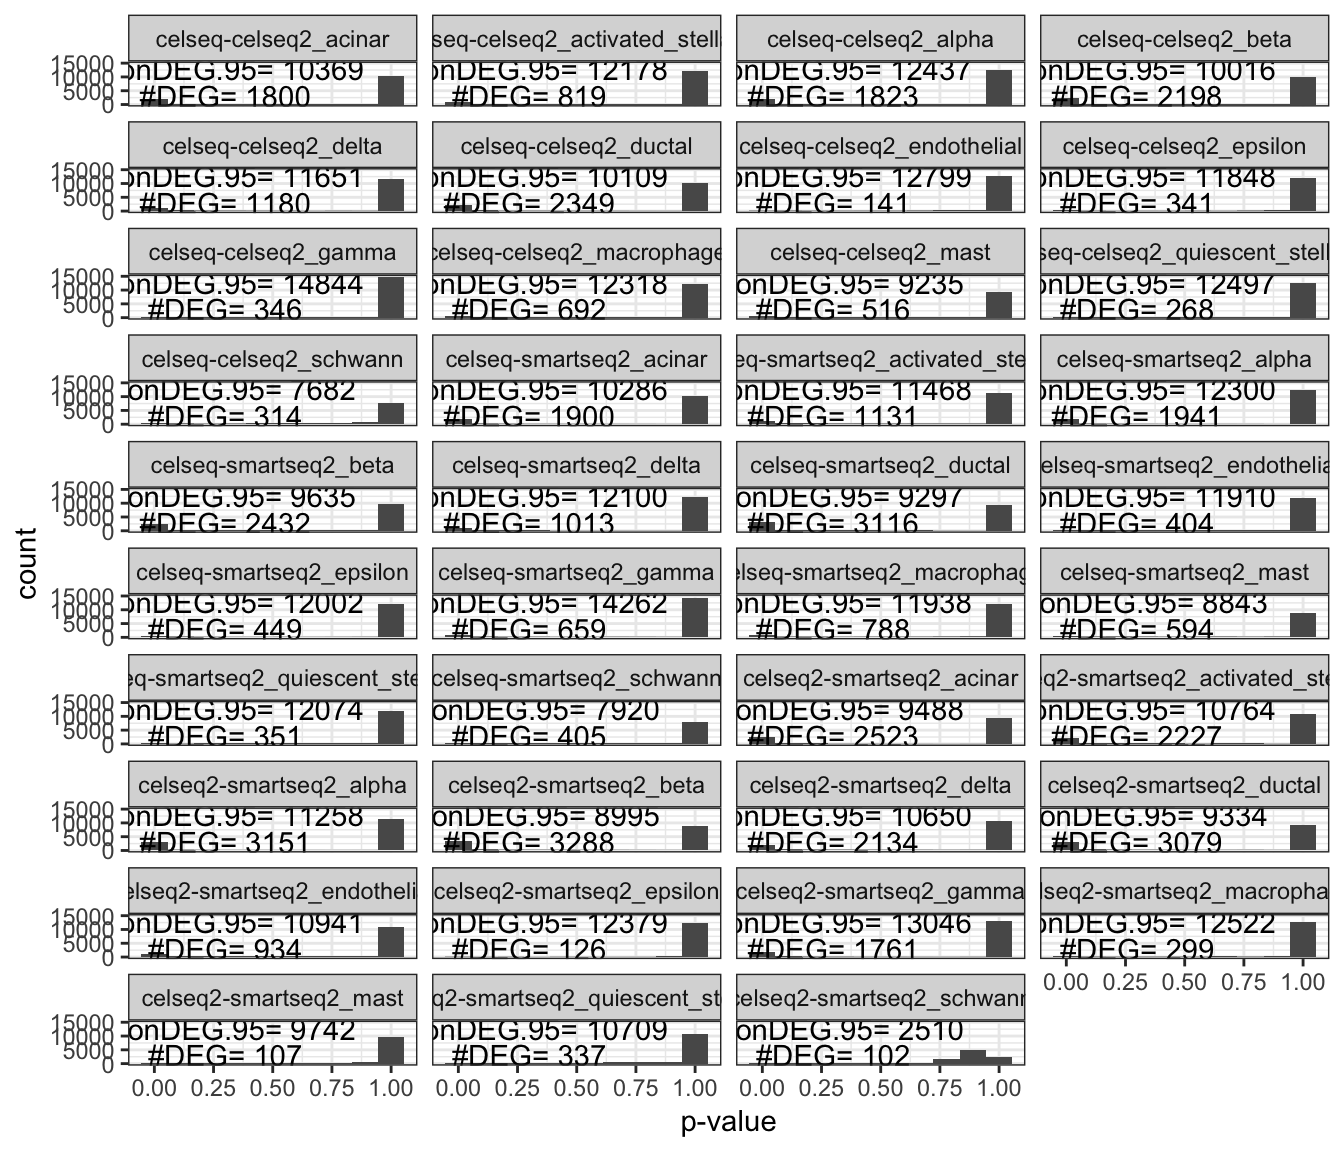 celseq-celseq2_acinar
seq-celseq2_activated_stell
celseq-celseq2_alpha
celseq-celseq2_beta
15000
10000
5000
0
onDEG.95= 10369
#DEG= 1800
onDEG.95= 12178
#DEG= 819
onDEG.95= 12437
#DEG= 1823
onDEG.95= 10016
#DEG= 2198
celseq-celseq2_delta
celseq-celseq2_ductal
celseq-celseq2_endothelial
celseq-celseq2_epsilon
15000
10000
5000
0
onDEG.95= 11651
#DEG= 1180
onDEG.95= 10109
#DEG= 2349
onDEG.95= 12799
#DEG= 141
onDEG.95= 11848
#DEG= 341
celseq-celseq2_gamma
celseq-celseq2_macrophage
celseq-celseq2_mast
seq-celseq2_quiescent_stell
15000
10000
5000
0
onDEG.95= 14844
#DEG= 346
onDEG.95= 12318
#DEG= 692
onDEG.95= 9235
#DEG= 516
onDEG.95= 12497
#DEG= 268
celseq-celseq2_schwann
celseq-smartseq2_acinar
eq-smartseq2_activated_ste
celseq-smartseq2_alpha
15000
10000
5000
0
onDEG.95= 7682
#DEG= 314
onDEG.95= 10286
#DEG= 1900
onDEG.95= 11468
#DEG= 1131
onDEG.95= 12300
#DEG= 1941
celseq-smartseq2_beta
celseq-smartseq2_delta
celseq-smartseq2_ductal
elseq-smartseq2_endothelia
15000
10000
5000
0
onDEG.95= 9635
#DEG= 2432
onDEG.95= 12100
#DEG= 1013
onDEG.95= 9297
#DEG= 3116
onDEG.95= 11910
#DEG= 404
celseq-smartseq2_epsilon
celseq-smartseq2_gamma
elseq-smartseq2_macrophag
celseq-smartseq2_mast
15000
10000
5000
0
onDEG.95= 12002
#DEG= 449
onDEG.95= 14262
#DEG= 659
onDEG.95= 11938
#DEG= 788
onDEG.95= 8843
#DEG= 594
eq-smartseq2_quiescent_ste
celseq-smartseq2_schwann
celseq2-smartseq2_acinar
eq2-smartseq2_activated_ste
15000
10000
5000
0
onDEG.95= 12074
#DEG= 351
onDEG.95= 7920
#DEG= 405
onDEG.95= 9488
#DEG= 2523
onDEG.95= 10764
#DEG= 2227
celseq2-smartseq2_alpha
celseq2-smartseq2_beta
celseq2-smartseq2_delta
celseq2-smartseq2_ductal
15000
10000
5000
0
onDEG.95= 11258
#DEG= 3151
onDEG.95= 8995
#DEG= 3288
onDEG.95= 10650
#DEG= 2134
onDEG.95= 9334
#DEG= 3079
elseq2-smartseq2_endotheli
celseq2-smartseq2_epsilon
celseq2-smartseq2_gamma
lseq2-smartseq2_macropha
15000
10000
5000
0
onDEG.95= 10941
#DEG= 934
onDEG.95= 12379
#DEG= 126
onDEG.95= 13046
#DEG= 1761
onDEG.95= 12522
#DEG= 299
0.00 0.25 0.50 0.75 1.00
celseq2-smartseq2_mast
q2-smartseq2_quiescent_st
celseq2-smartseq2_schwann
15000
10000
5000
0
onDEG.95= 9742
#DEG= 107
onDEG.95= 10709
#DEG= 337
onDEG.95= 2510
#DEG= 102
0.00 0.25 0.50 0.75 1.00
0.00 0.25 0.50 0.75 1.00
0.00 0.25 0.50 0.75 1.00
p-value
count